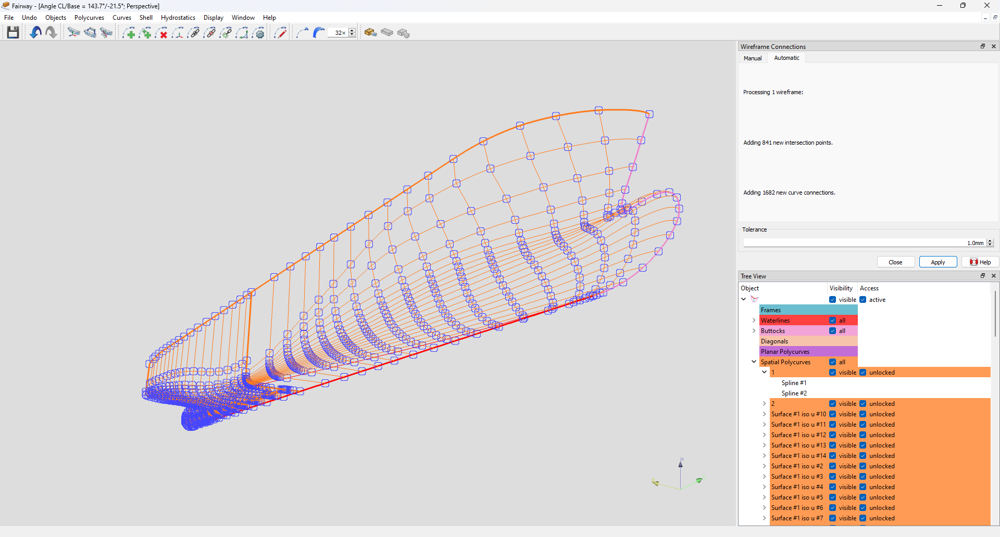 Fairway - [Angle CL/Base = 143.7°/-21.5°; Perspective]
File Undo Objects Polycurves Curves Shell Hydrostatics Display Window Help
32×
Wireframe Connections
Manual Automatic
Processing 1 wireframe:
Adding 841 new intersection points.
Adding 1682 new curve connections.
Tolerance
1.0mm
Close Apply Help
Tree View
Object Visibility Access
visible active
Frames
Waterlines all
Buttocks all
Diagonals
Planar Polycurves
Spatial Polycurves all
1 visible unlocked
Spline #1
Spline #2
2 visible unlocked
Surface #1 iso u #10 visible unlocked
Surface #1 iso u #11 visible unlocked
Surface #1 iso u #12 visible unlocked
Surface #1 iso u #13 visible unlocked
Surface #1 iso u #14 visible unlocked
Surface #1 iso u #2 visible unlocked
Surface #1 iso u #3 visible unlocked
Surface #1 iso u #4 visible unlocked
Surface #1 iso u #5 visible unlocked
Surface #1 iso u #6 visible unlocked
Surface #1 iso u #7 visible unlocked
H